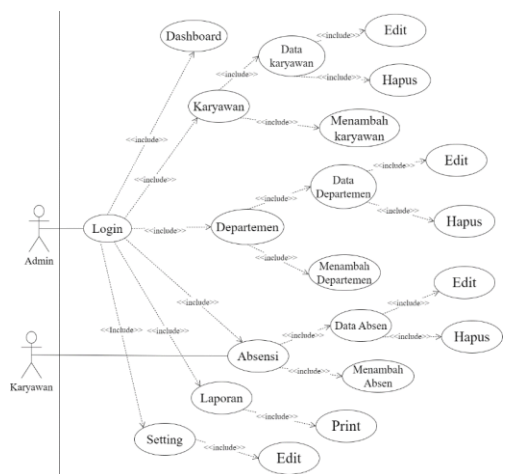 Dashboard
<<include>>
Data
karyawan
<<include>>
Edit
<<include>>
Hapus
<<include>>
Karyawan
<<include>>
Menambah
karyawan
<<include>>
<<include>>
Data
Departemen
<<include>>
Edit
<<include>>
Hapus
<<include>>
Admin
Login
<<include>>
Departemen
<<include>>
Menambah
Departemen
<<include>>
<<include>>
Data Absen
<<include>>
Edit
<<include>>
Hapus
Karyawan
Absensi
<<include>>
Menambah
Absen
<<Include>>
<<include>>
Laporan
<<include>>
Print
Setting
<<include>>
Edit